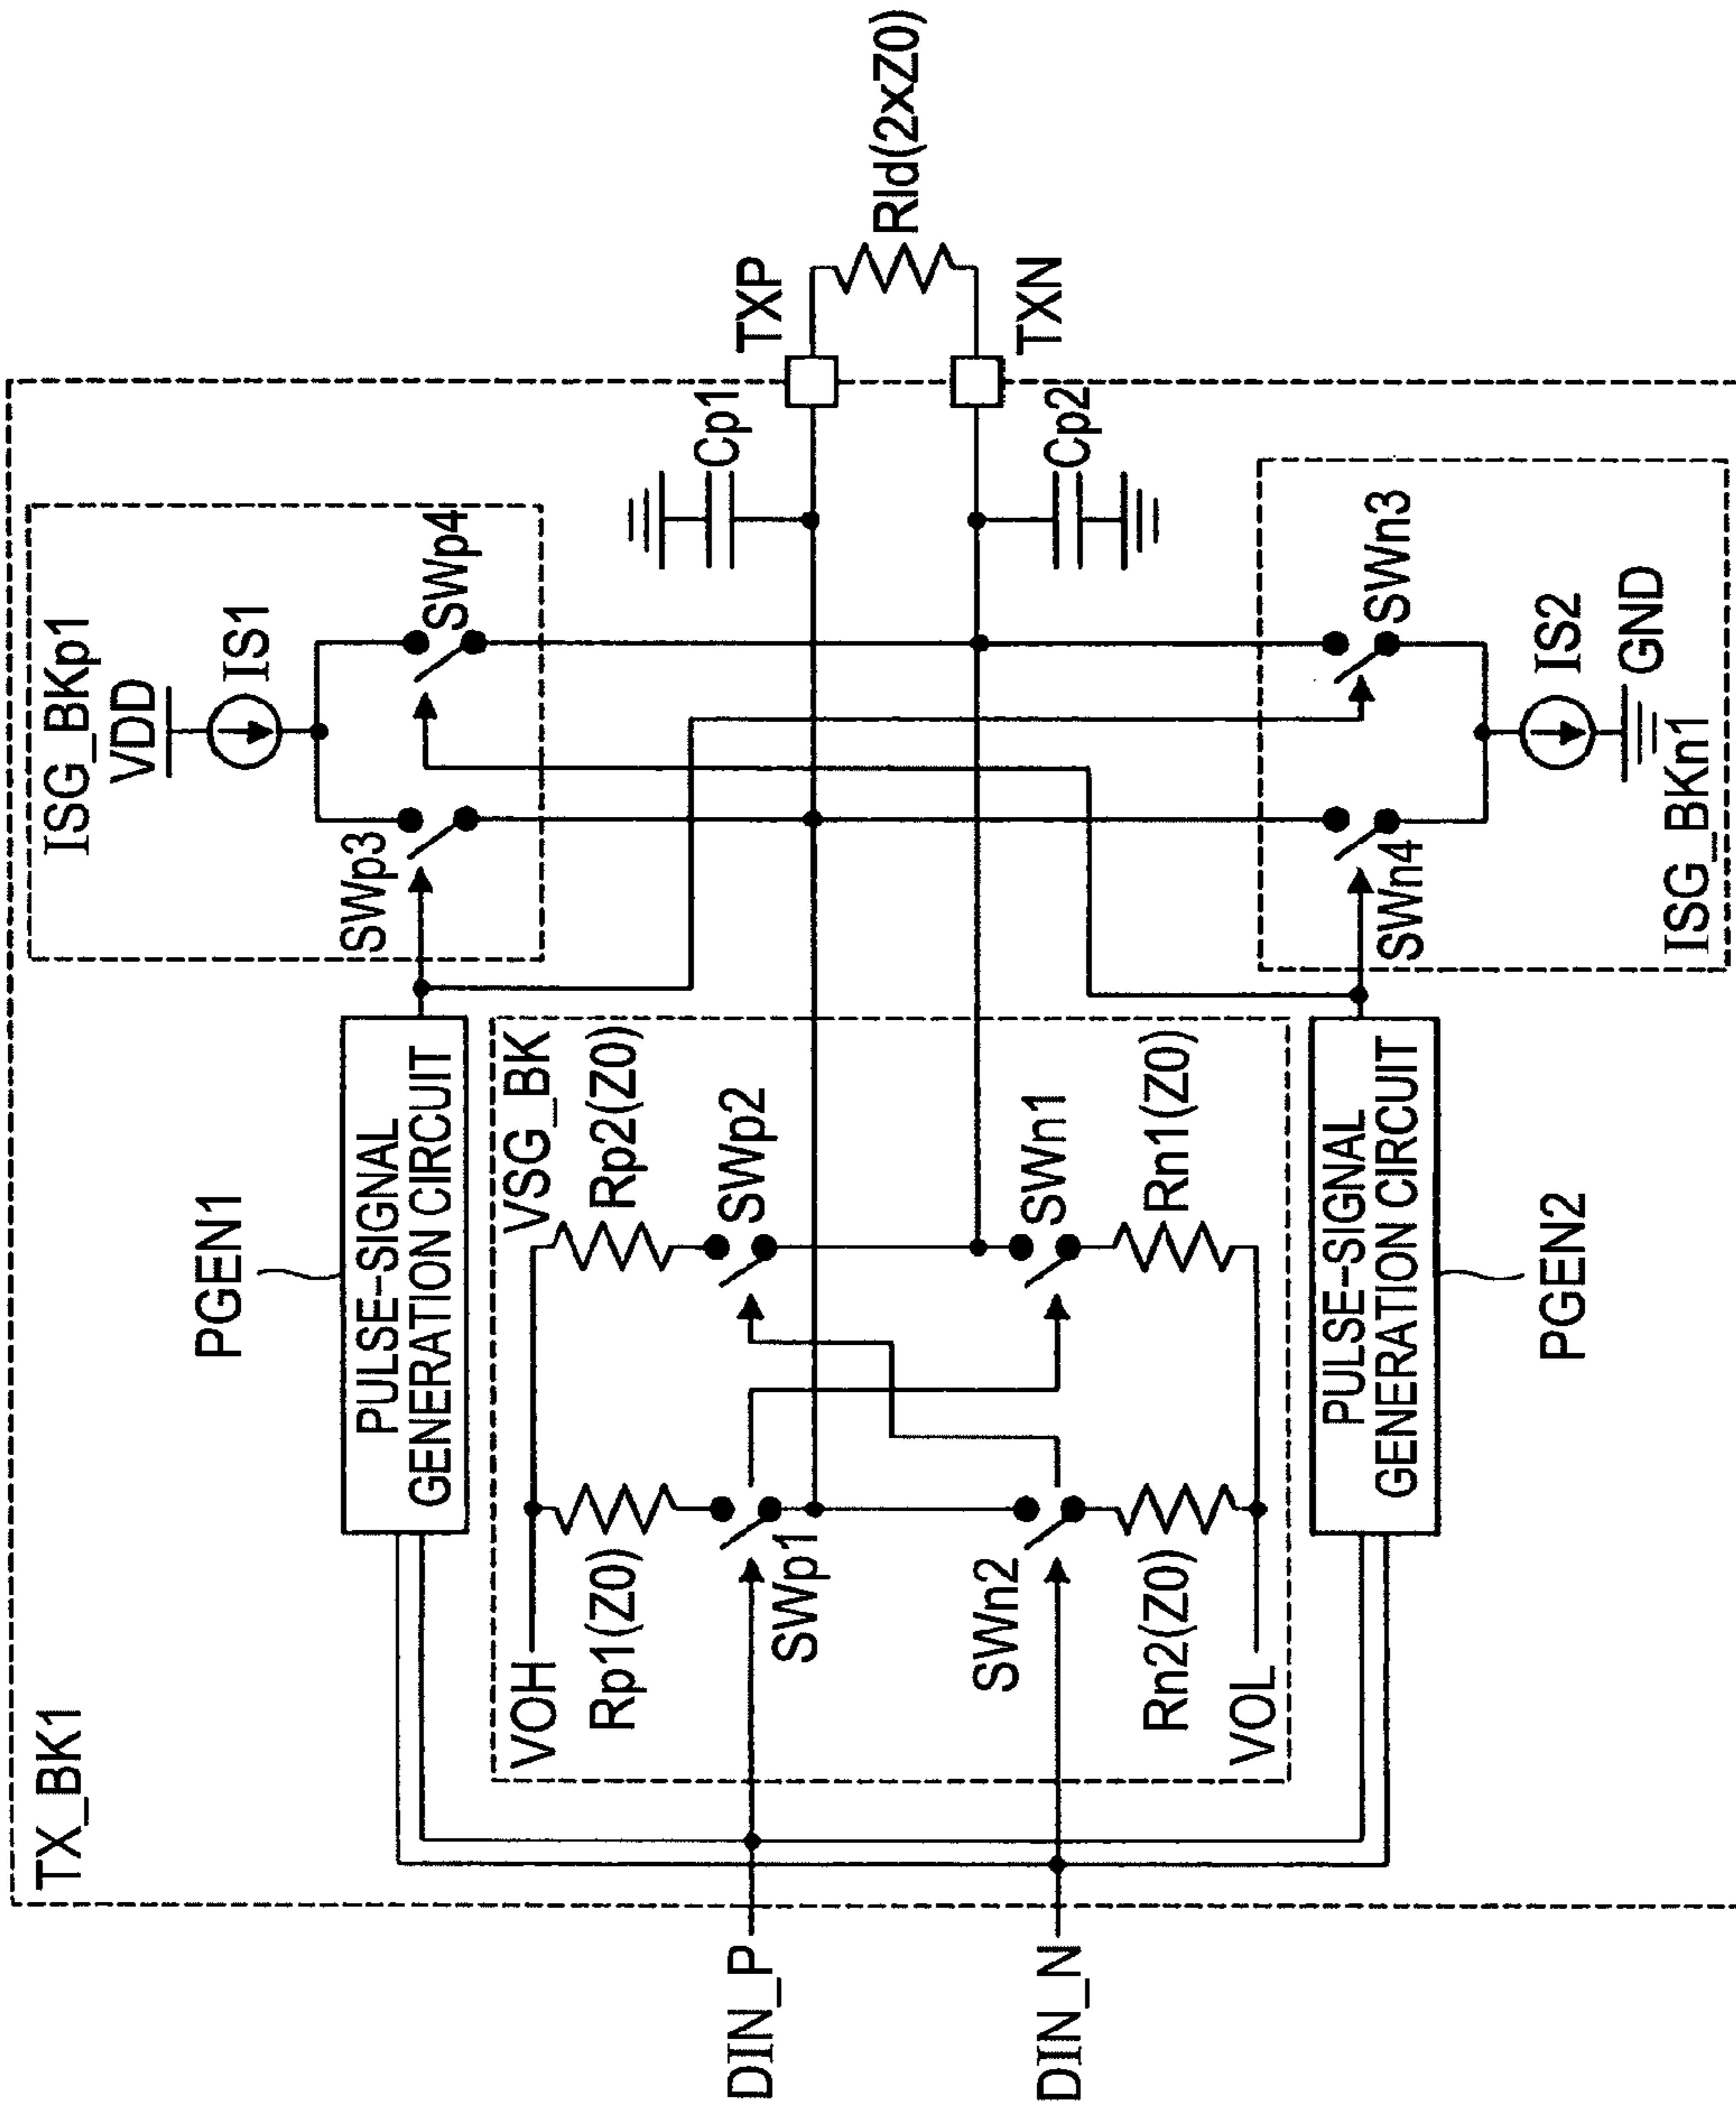 TX_BK1
ISG_BKp1
VDD
IS1
SWp3
SWp4
PGEN1
PULSE-SIGNAL
GENERATION CIRCUIT
VSG_BK
VOH
Rp1(Z0)
Rp2(Z0)
SWp1
SWp2
DIN_P
DIN_N
SWn2
SWn1
Rn2(Z0)
Rn1(Z0)
VOL
Cp1
TXP
Rld(2xZ0)
TXN
Cp2
PULSE-SIGNAL
GENERATION CIRCUIT
PGEN2
SWn4
SWn3
IS2
GND
ISG_BKn1